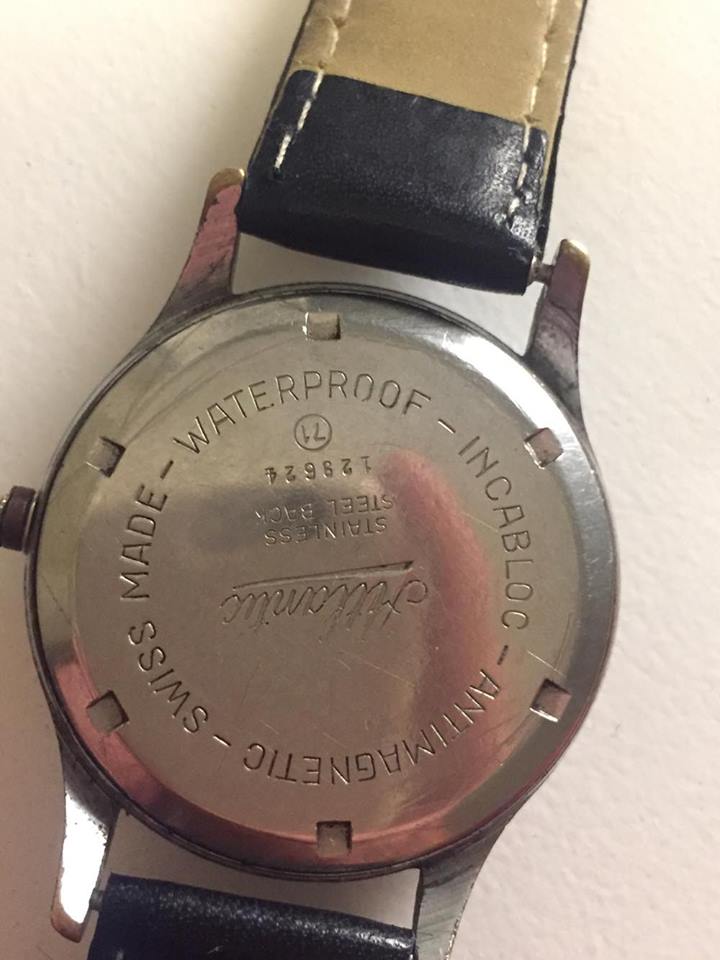 WATERPROOF – INCABLOC – ANTIMAGNETIC – SWISS MADE –
Atlantic
STAINLESS
STEEL BACK
129624
71